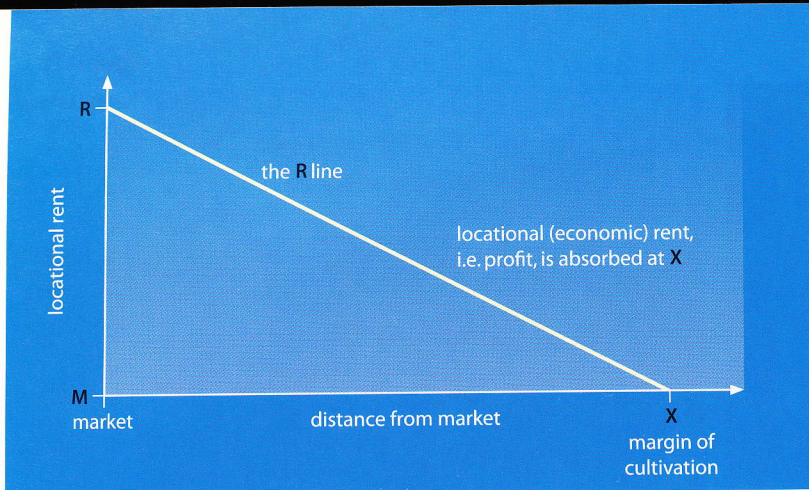 R
the R line
locational rent
locational (economic) rent,
i.e. profit, is absorbed at X
M
market
distance from market
X
margin of
cultivation